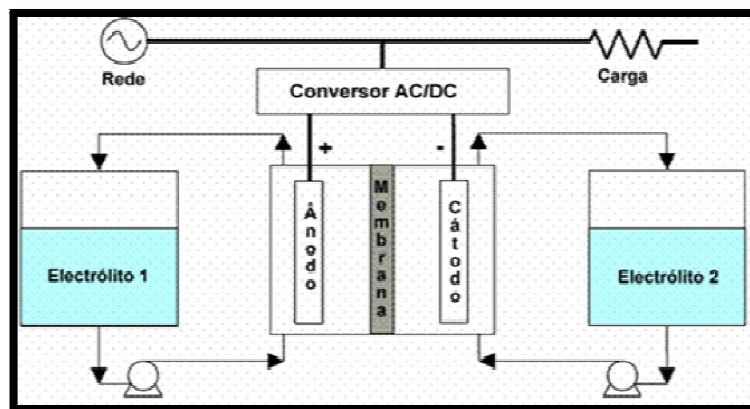 Rede
Carga
Conversor AC/DC
+
-
Ânodo
Membrana
Cátodo
Electrólito 1
Electrólito 2